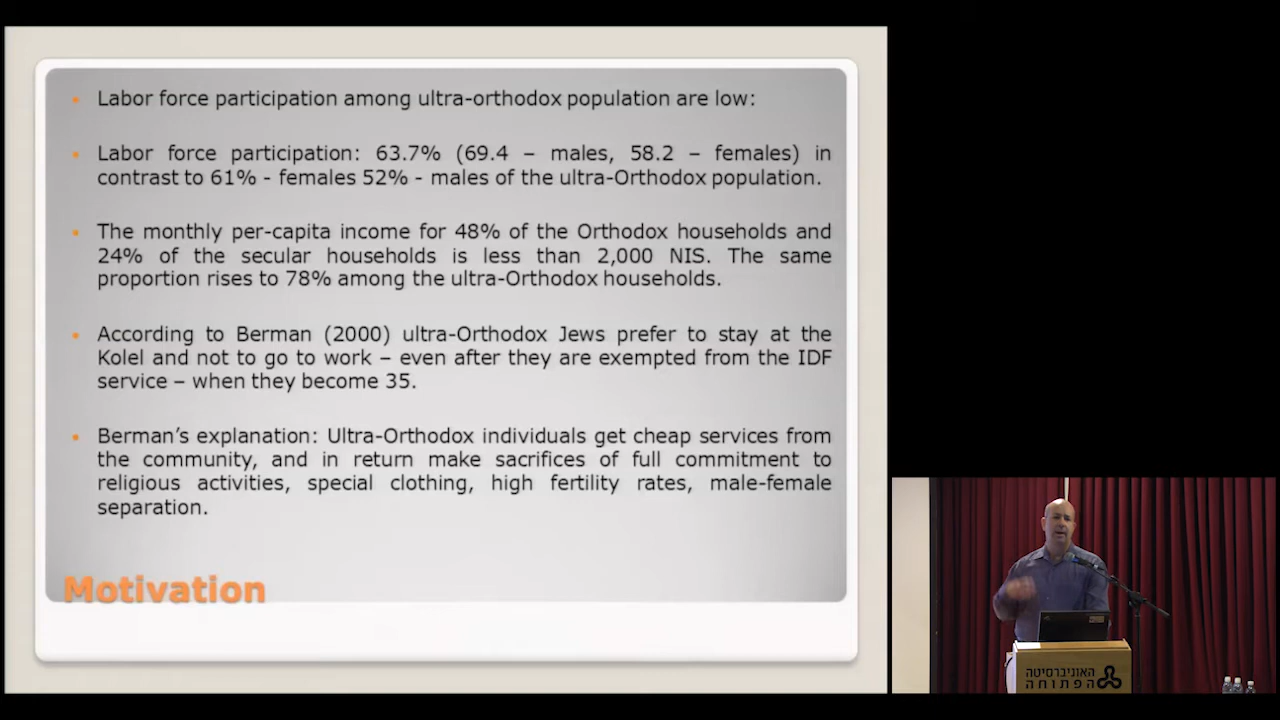 Labor force participation among ultra-orthodox population are low:
Labor force participation: 63.7% (69.4 – males, 58.2 – females) in
contrast to 61% - females 52% - males of the ultra-Orthodox population.
The monthly per-capita income for 48% of the Orthodox households and
24% of the secular households is less than 2,000 NIS. The same
proportion rises to 78% among the ultra-Orthodox households.
According to Berman (2000) ultra-Orthodox Jews prefer to stay at the
Kolel and not to go to work – even after they are exempted from the IDF
service – when they become 35.
Berman's explanation: Ultra-Orthodox individuals get cheap services from
the community, and in return make sacrifices of full commitment to
religious activities, special clothing, high fertility rates, male-female
separation.
Motivation
האוניברסיטה
הפתוחה